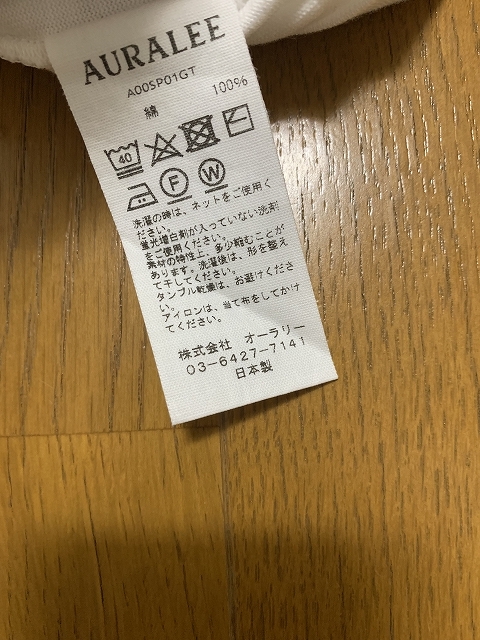 AURALEE
A00SP01GT
綿 100%
40
F W
洗濯の時は、ネットをご使用く
ださい。
蛍光増白剤が入っていない洗剤
をご使用ください。
素材の特性上、多少縮むことが
あります。洗濯後は、形を整え
て干してください。
タンブル乾燥は、お避けくださ
い。
アイロンは、当て布をしてかけ
てください。
株式会社 オーラリー
03-6427-7141
日本製